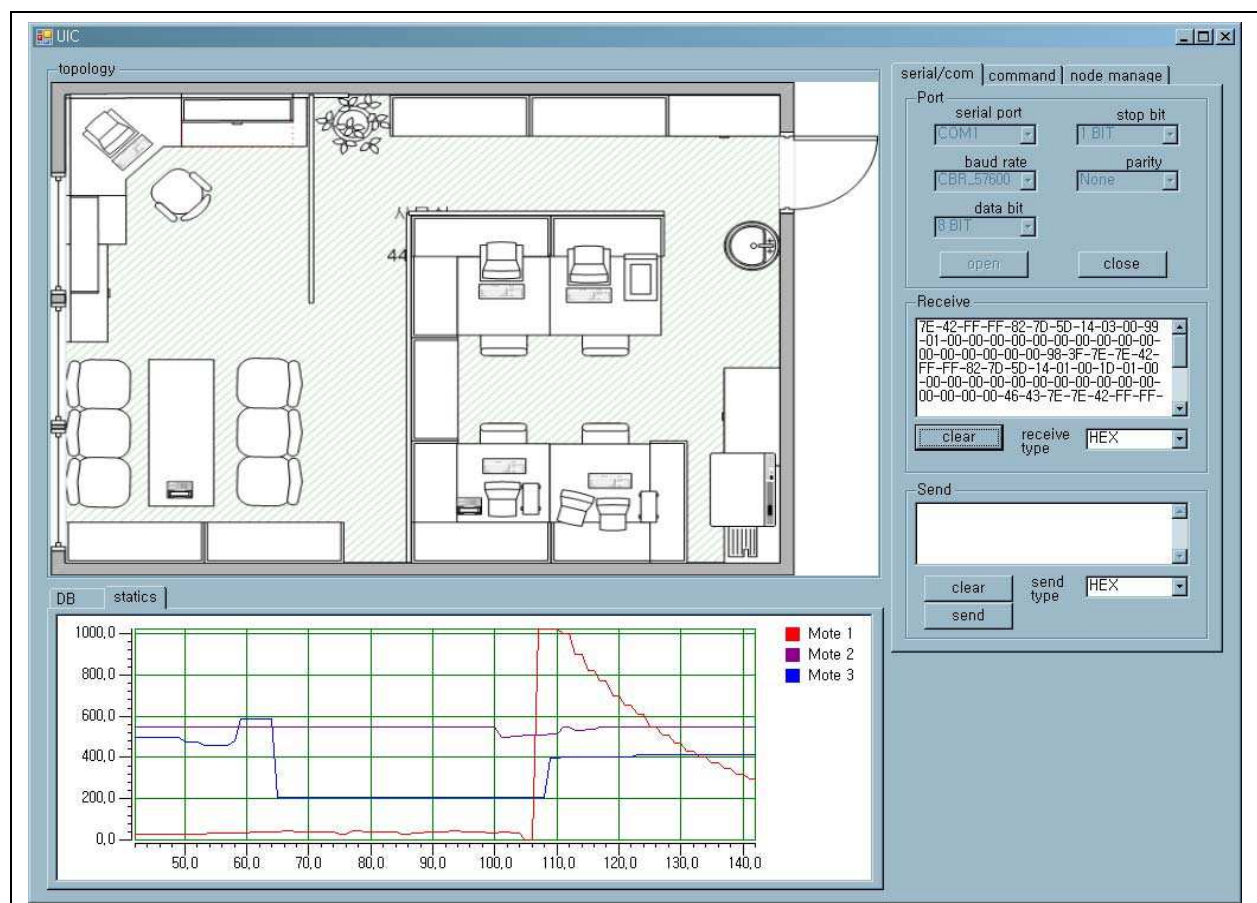 UIC
topology
44
serial/com command node manage
Port
serial port stop bit
COM1 1 BIT
baud rate parity
CBR_57600 None
data bit
8 BIT
open close
Receive
7E-42-FF-FF-82-7D-5D-14-03-00-99
-01-00-00-00-00-00-00-00-00-00-00-
00-00-00-00-00-00-98-3F-7E-7E-42-
FF-FF-82-7D-5D-14-01-00-1D-01-00
-00-00-00-00-00-00-00-00-00-00-00-
00-00-00-00-46-43-7E-7E-42-FF-FF-
clear receive type HEX
Send
clear send type HEX
send
DB statics
1000,0
800,0
600,0
400,0
200,0
0,0
50,0 60,0 70,0 80,0 90,0 100,0 110,0 120,0 130,0 140,0
Mote 1
Mote 2
Mote 3